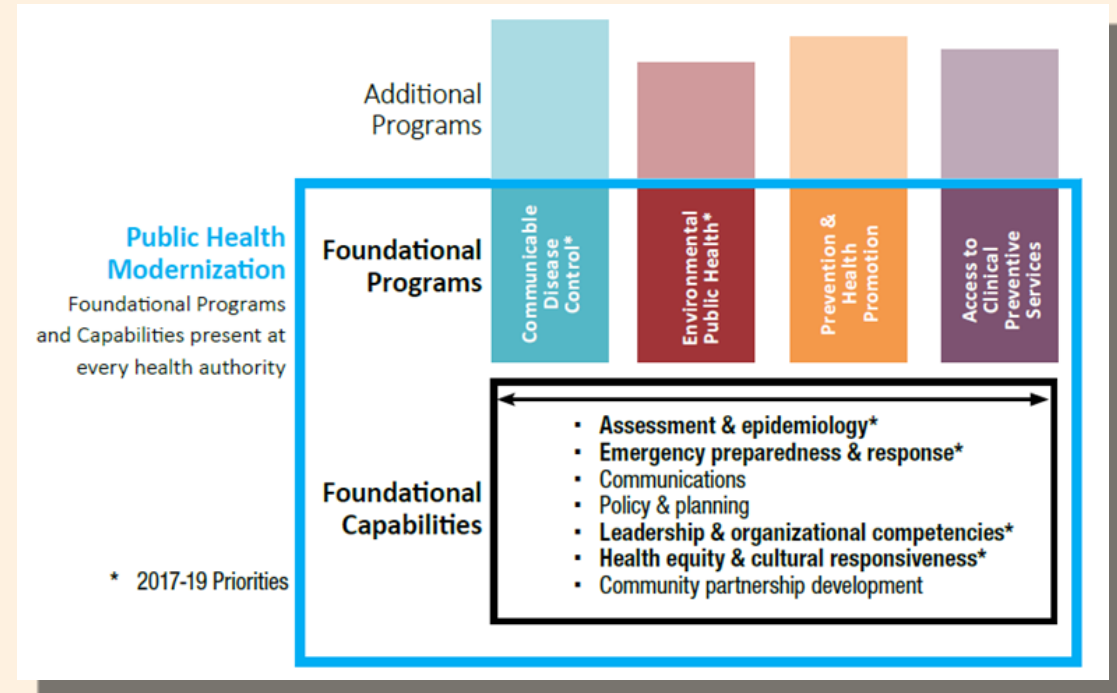 Additional
Programs
Public Health
Modernization
Foundational Programs
and Capabilities present at
every health authority
Foundational
Programs
Communicable
Disease
Control*
Environmental
Public Health*
Prevention &
Health
Promotion
Access to
Clinical
Preventive
Services
Foundational
Capabilities
▪ Assessment & epidemiology*
▪ Emergency preparedness & response*
▪ Communications
▪ Policy & planning
▪ Leadership & organizational competencies*
▪ Health equity & cultural responsiveness*
▪ Community partnership development
* 2017-19 Priorities